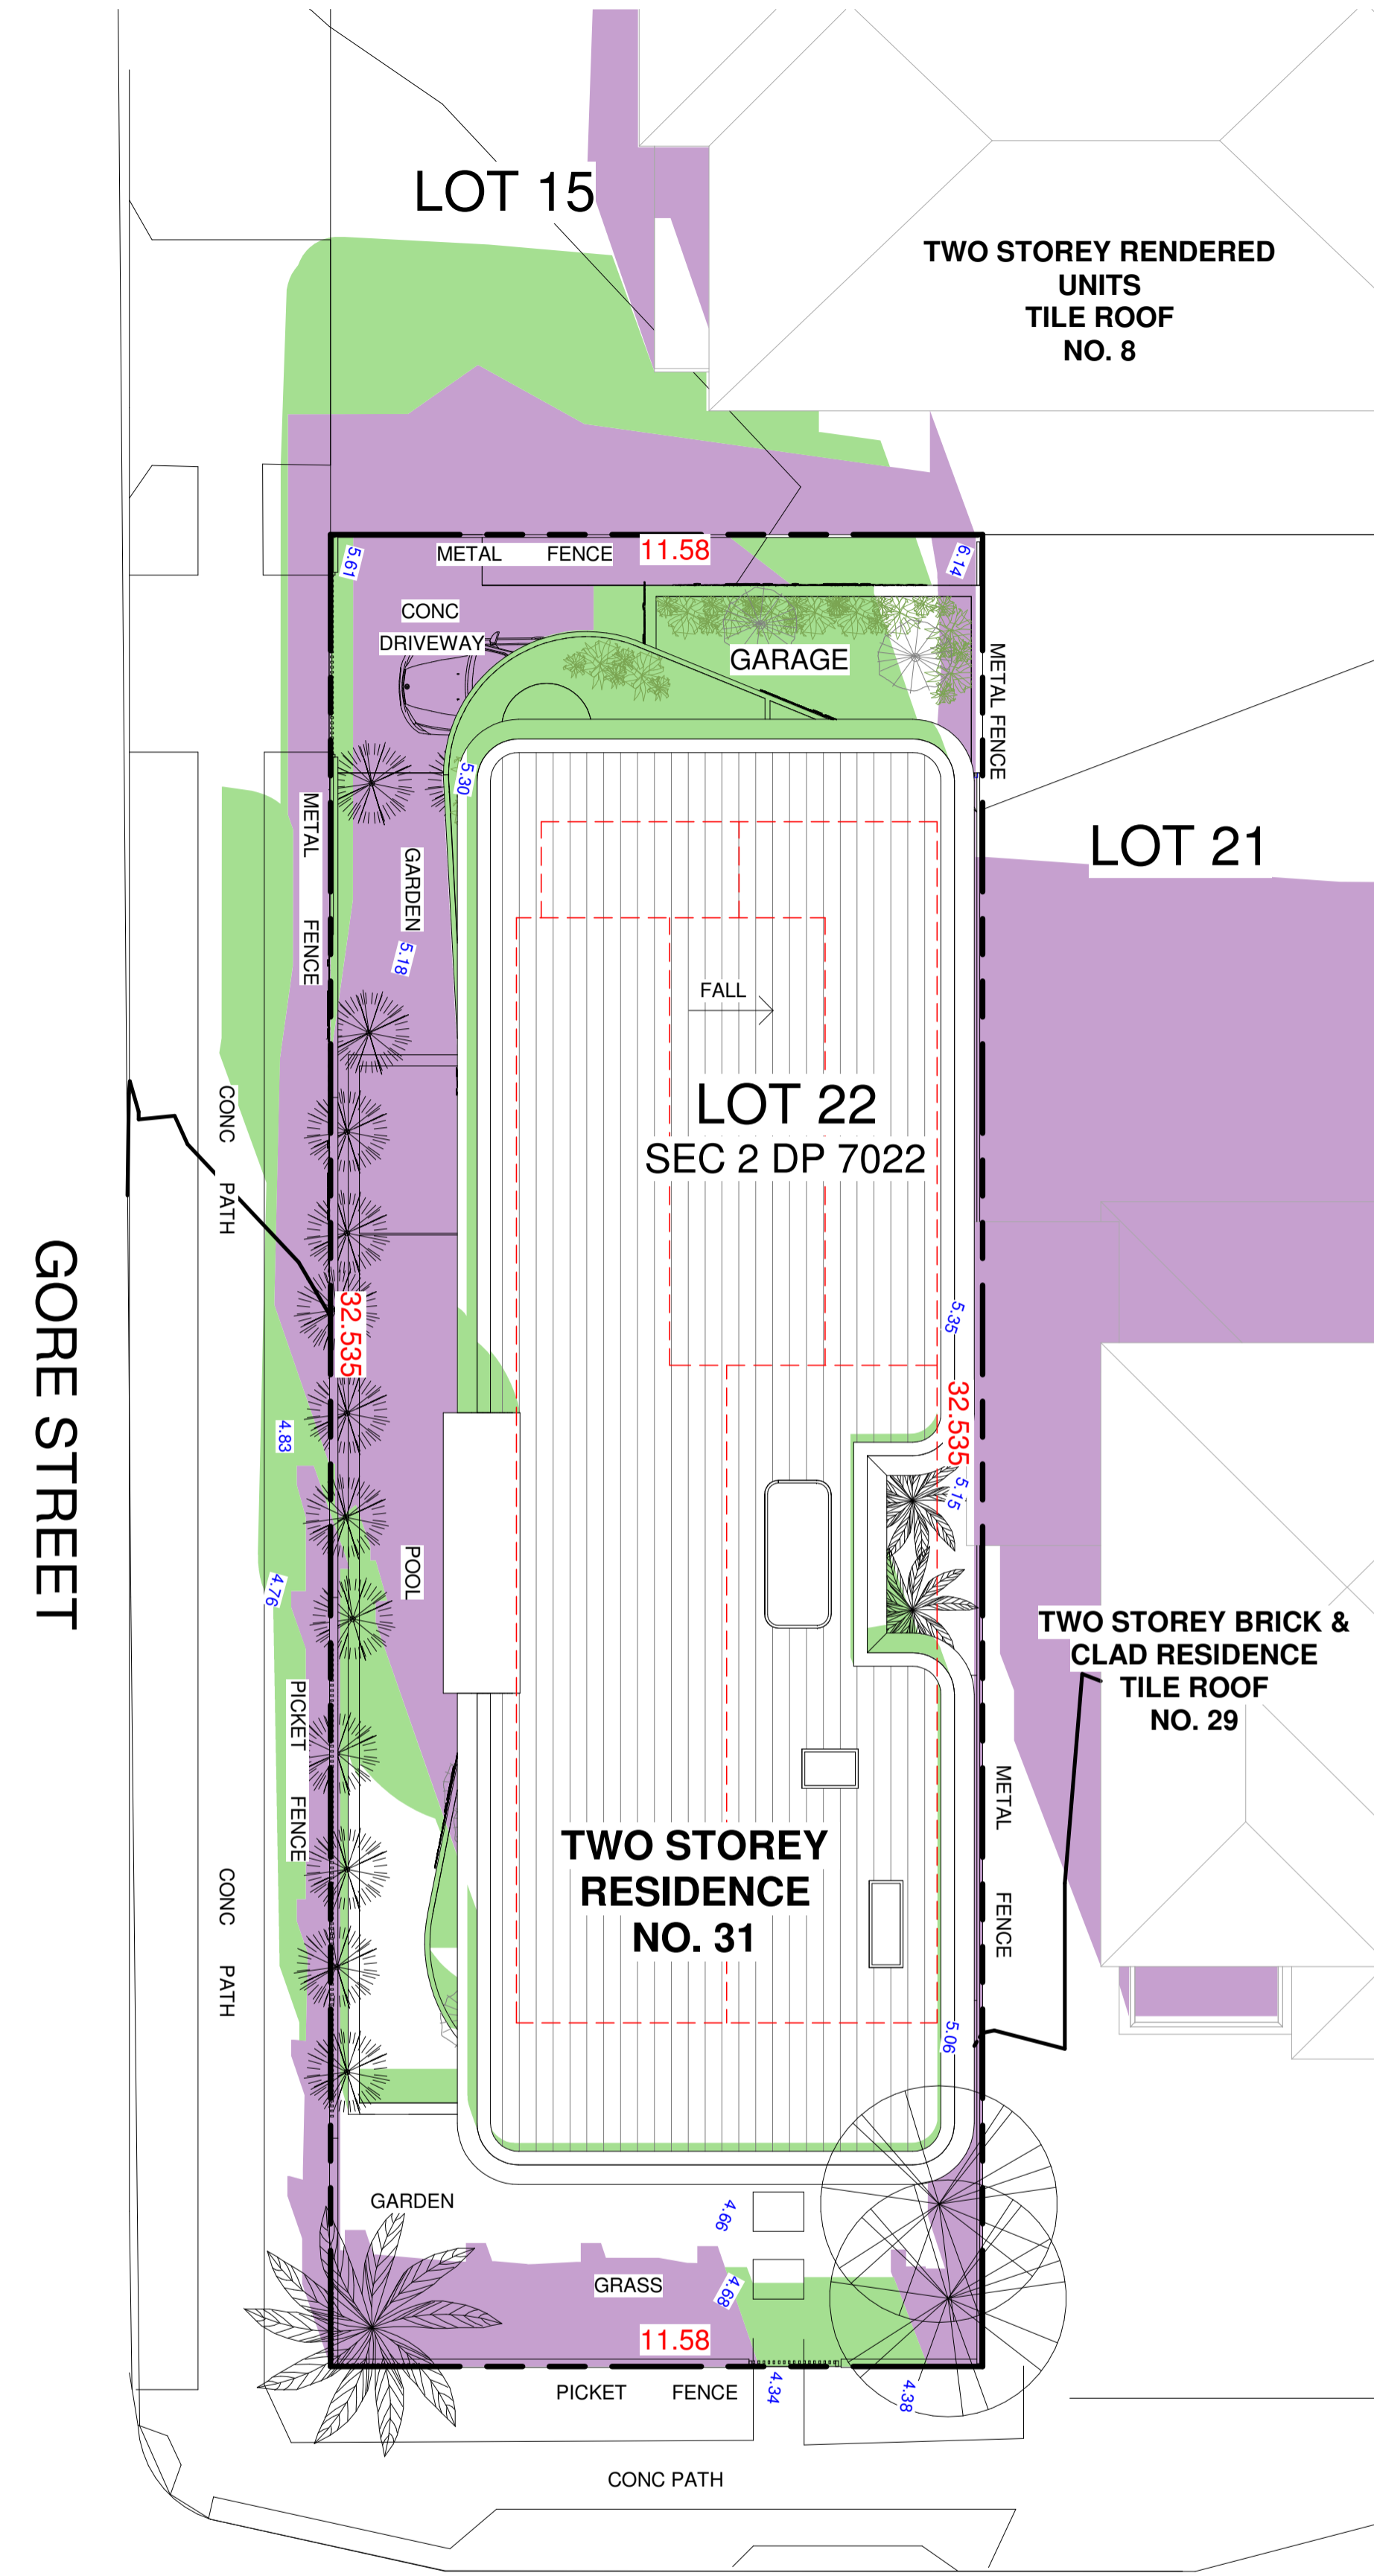 LOT 15
TWO STOREY RENDERED
UNITS
TILE ROOF
NO. 8
METAL FENCE
11.58
5.61
6.14
CONC
DRIVEWAY
GARAGE
METAL FENCE
5.30
METAL FENCE
GARDEN
5.18
LOT 21
FALL
LOT 22
SEC 2 DP 7022
CONC PATH
GORE STREET
32.535
5.35
32.535
4.83
5.15
POOL
4.76
TWO STOREY BRICK &
CLAD RESIDENCE
TILE ROOF
NO. 29
PICKET FENCE
METAL FENCE
TWO STOREY
RESIDENCE
NO. 31
CONC PATH
5.06
GARDEN
4.66
GRASS
4.68
11.58
PICKET FENCE
4.34
4.38
CONC PATH